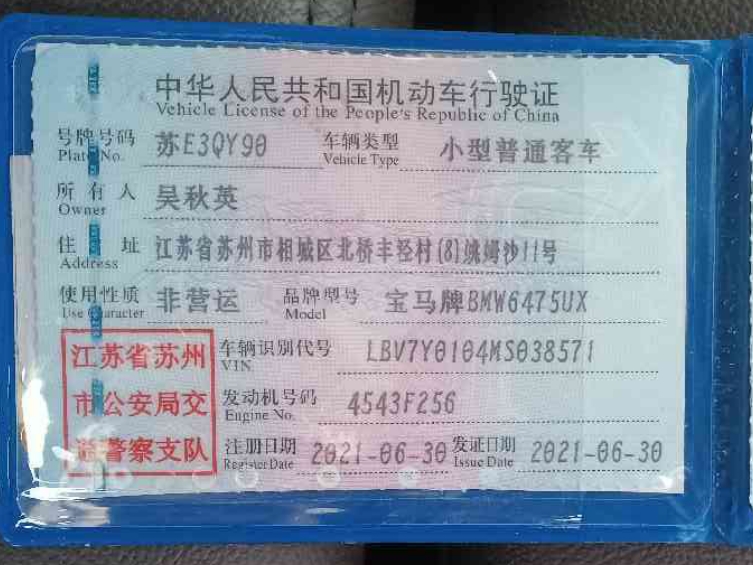 中华人民共和国机动车行驶证
Vehicle License of the People's Republic of China
号牌号码 苏E3QY90 车辆类型 小型普通客车
Plate No. Vehicle Type
所有人 吴秋英
Owner
住址 江苏省苏州市相城区北桥丰泾村(8)姚姆沙11号
Address
使用性质 非营运 品牌型号 宝马牌BMW6475UX
Use Character Model
江苏省苏州 车辆识别代号 LBV7Y0104MS038571
VIN
市公安局交 发动机号码 4543F256
Engine No.
警察支队 注册日期 2021-06-30 发证日期 2021-06-30
Register Date Issue Date